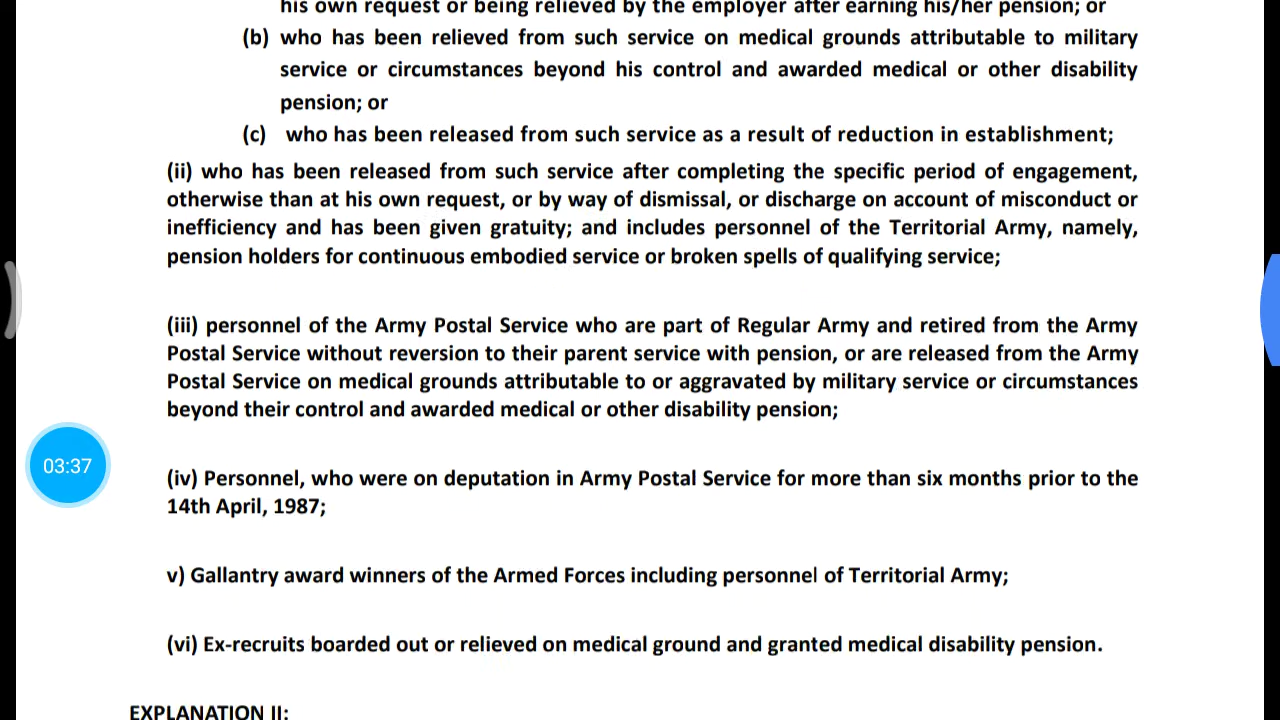 his own request or being relieved by the employer after earning his/her pension; or
(b) who has been relieved from such service on medical grounds attributable to military
service or circumstances beyond his control and awarded medical or other disability
pension; or
(c) who has been released from such service as a result of reduction in establishment;
(ii) who has been released from such service after completing the specific period of engagement,
otherwise than at his own request, or by way of dismissal, or discharge on account of misconduct or
inefficiency and has been given gratuity; and includes personnel of the Territorial Army, namely,
pension holders for continuous embodied service or broken spells of qualifying service;
(iii) personnel of the Army Postal Service who are part of Regular Army and retired from the Army
Postal Service without reversion to their parent service with pension, or are released from the Army
Postal Service on medical grounds attributable to or aggravated by military service or circumstances
beyond their control and awarded medical or other disability pension;
03:37
(iv) Personnel, who were on deputation in Army Postal Service for more than six months prior to the
14th April, 1987;
v) Gallantry award winners of the Armed Forces including personnel of Territorial Army;
(vi) Ex-recruits boarded out or relieved on medical ground and granted medical disability pension.
EXPLANATION II: